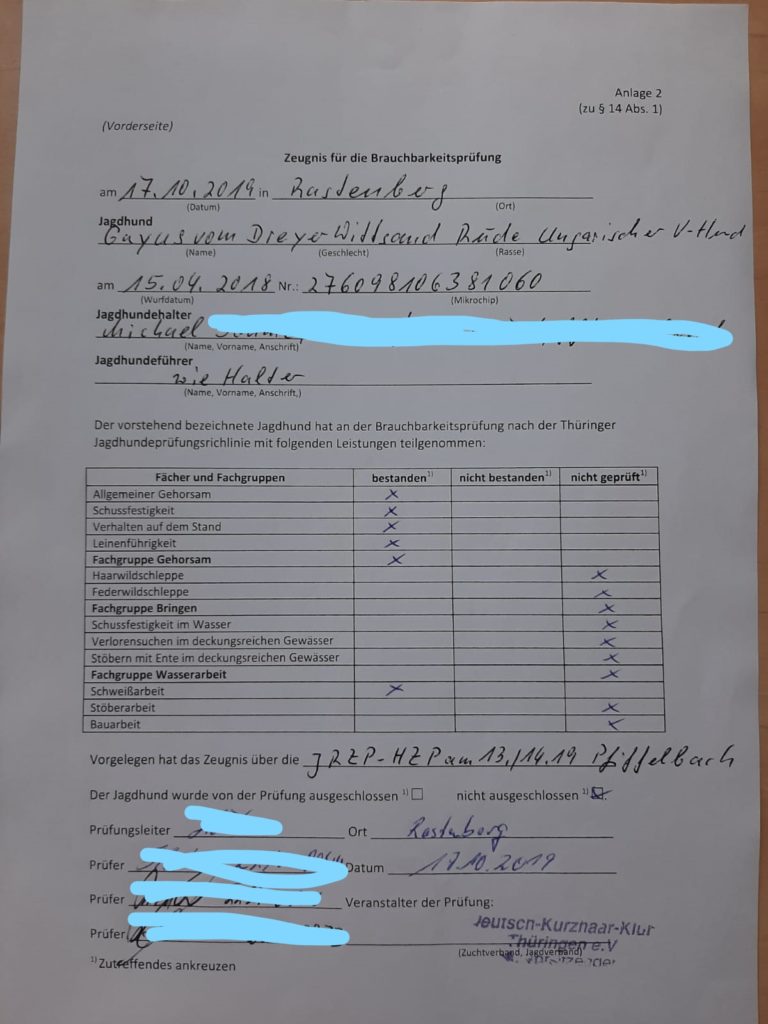 Anlage 2
(zu § 14 Abs. 1)
(Vorderseite)
Zeugnis für die Brauchbarkeitsprüfung
am 17.10.2019 in Rastenberg
(Datum) (Ort)
Jagdhund
Gayus vom Dreyer Wittsand Rüde Ungarischer V-Hund
(Name) (Geschlecht) (Rasse)
am 15.04.2018 Nr.: 276098106381060
(Wurfdatum) (Mikrochip)
Jagdhundehalter
Michael
(Name, Vorname, Anschrift)
Jagdhundeführer
wie Halter
(Name, Vorname, Anschrift,)
Der vorstehend bezeichnete Jagdhund hat an der Brauchbarkeitsprüfung nach der Thüringer
Jagdhundeprüfungsrichlinie mit folgenden Leistungen teilgenommen:
Fächer und Fachgruppen bestanden1) nicht bestanden1) nicht geprüft1)
Allgemeiner Gehorsam x
Schussfestigkeit x
Verhalten auf dem Stand x
Leinenführigkeit x
Fachgruppe Gehorsam x
Haarwildschleppe x
Federwildschleppe x
Fachgruppe Bringen x
Schussfestigkeit im Wasser x
Verlorensuchen im deckungsreichen Gewässer x
Stöbern mit Ente im deckungsreichen Gewässer x
Fachgruppe Wasserarbeit x
Schweißarbeit x
Stöberarbeit x
Bauarbeit x
Vorgelegen hat das Zeugnis über die JRZP-HZP am 13./14.19 Pfiffelbach
Der Jagdhund wurde von der Prüfung ausgeschlossen 1) ☐ nicht ausgeschlossen 1) ☒.
Prüfungsleiter Ort Rastenberg
Prüfer Datum 17.10.2019
Prüfer Veranstalter der Prüfung:
Prüfer Deutsch-Kurzhaar-Klub
Thüringen e.V
(Zuchtverband, Jagdverband)
1) Zutreffendes ankreuzen